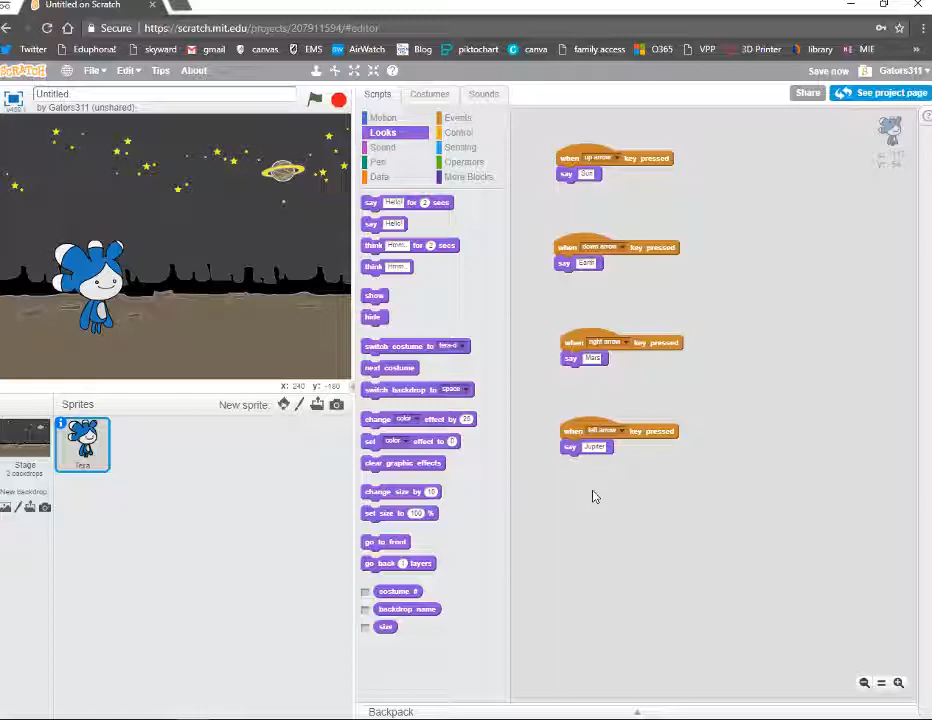 Untitled on Scratch
Secure https://scratch.mit.edu/projects/207911594/#editor
Twitter Eduphoria! skyward gmail canvas EMS AirWatch Blog piktochart canva family access O365 VPP 3D Printer library MIE
SCRATCH File Edit Tips About Save now Gators311
Untitled
by Gators311 (unshared)
Scripts Costumes Sounds Share See project page
Motion Events
Looks Control
Sound Sensing
Pen Operators
Data More Blocks
say Hello! for 2 secs
say Hello!
think Hmm... for 2 secs
think Hmm...
show
hide
switch costume to tera-d
next costume
switch backdrop to space
change color effect by 25
set color effect to 0
clear graphic effects
change size by 10
set size to 100 %
go to front
go back 1 layers
costume #
backdrop name
size
when up arrow key pressed
say Sun
when down arrow key pressed
say Earth
when right arrow key pressed
say Mars
when left arrow key pressed
say Jupiter
x: 240 y: -180
Sprites New sprite:
Tera
Stage
2 backdrops
New backdrop
Backpack